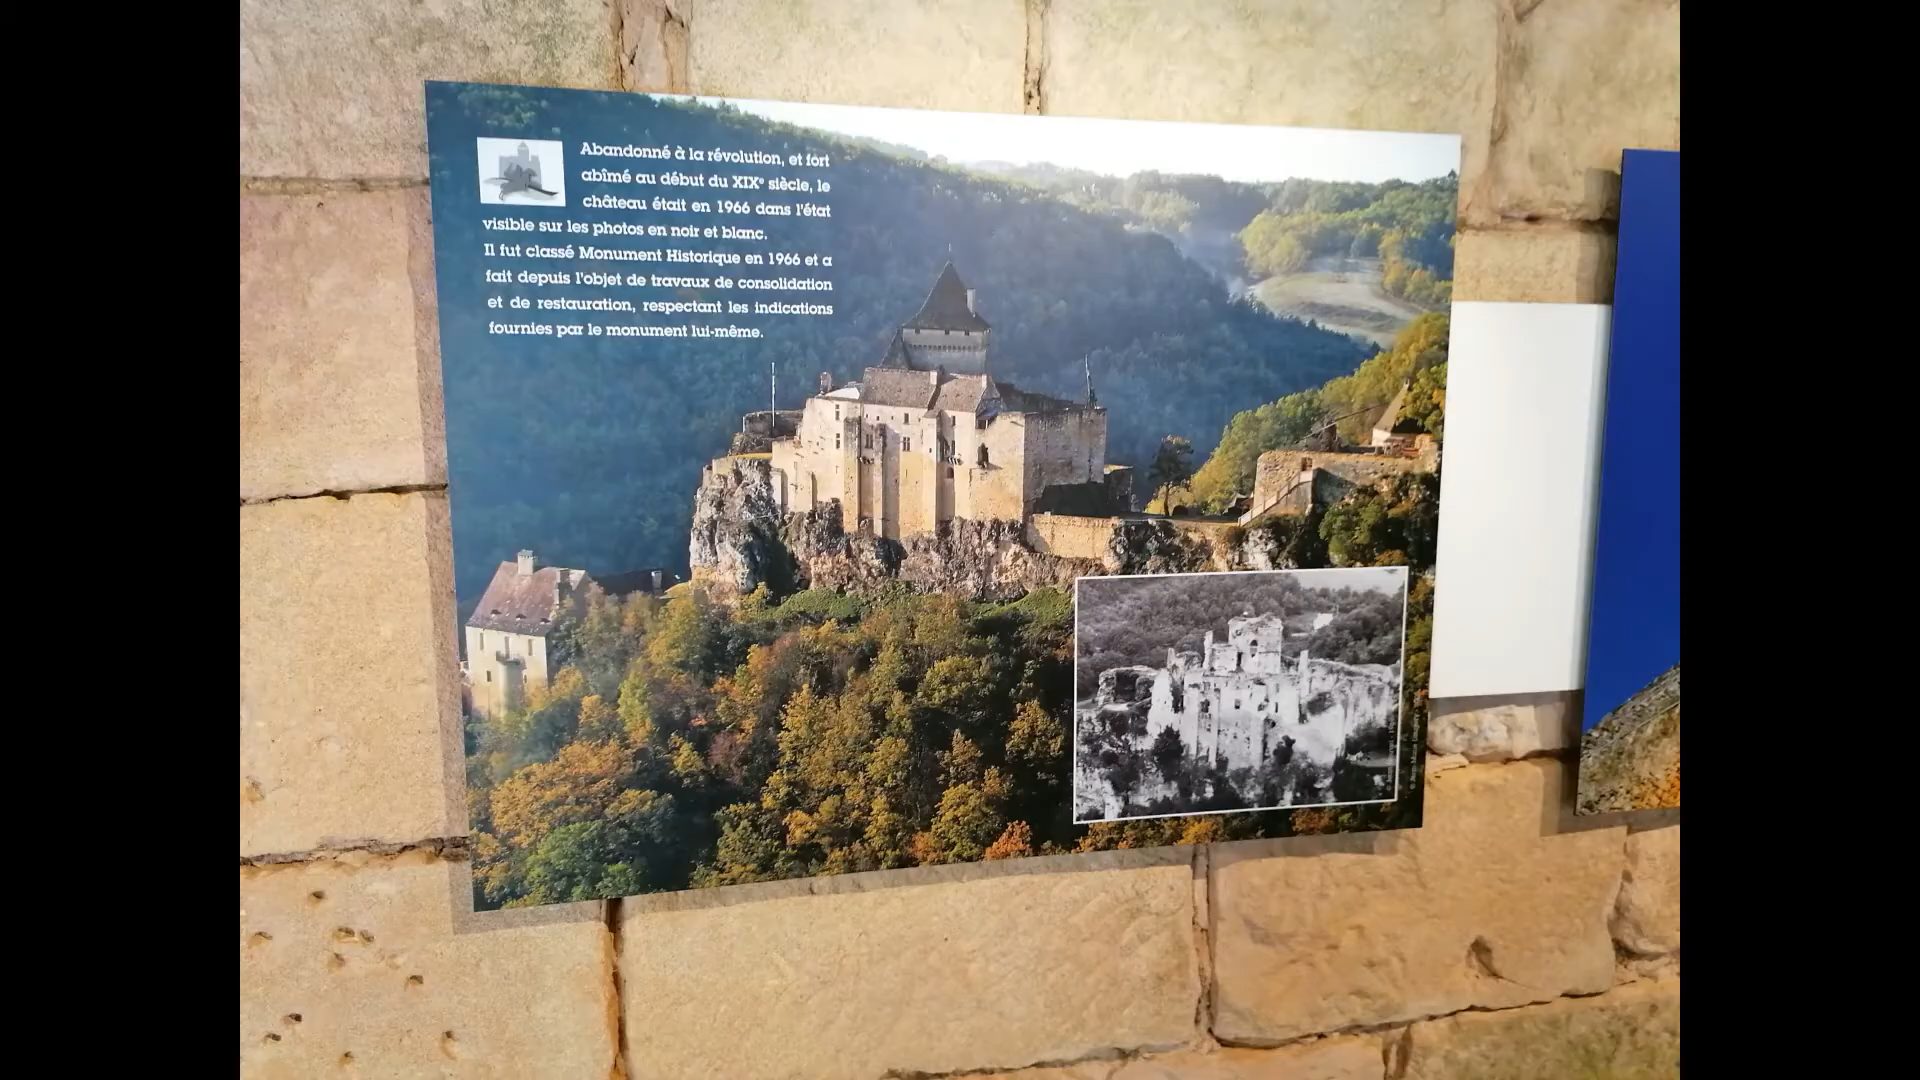 Abandonné à la révolution, et fort
abîmé au début du XIXe siècle, le
château était en 1966 dans l'état
visible sur les photos en noir et blanc.
Il fut classé Monument Historique en 1966 et a
fait depuis l'objet de travaux de consolidation
et de restauration, respectant les indications
fournies par le monument lui-même.